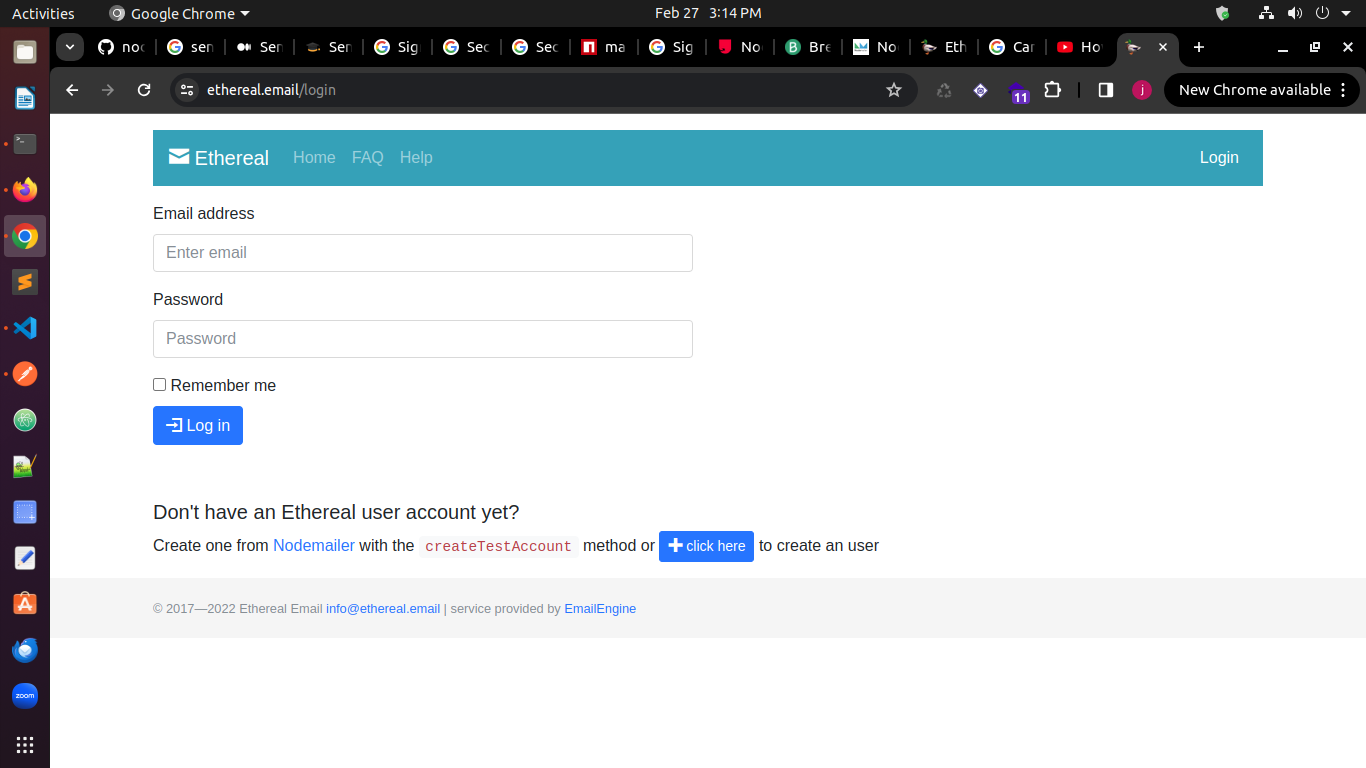 Activities
Google Chrome
Feb 27 3:14 PM
noc
sen
Sen
Sen
Sig
Sec
Sec
ma
Sig
No
Bre
No
Eth
Car
Ho
ethereal.email/login
11
j
New Chrome available
Ethereal
Home
FAQ
Help
Login
Email address
Enter email
Password
Password
Remember me
Log in
Don't have an Ethereal user account yet?
Create one from Nodemailer with the createTestAccount method or click here to create an user
© 2017—2022 Ethereal Email info@ethereal.email | service provided by EmailEngine
zoom